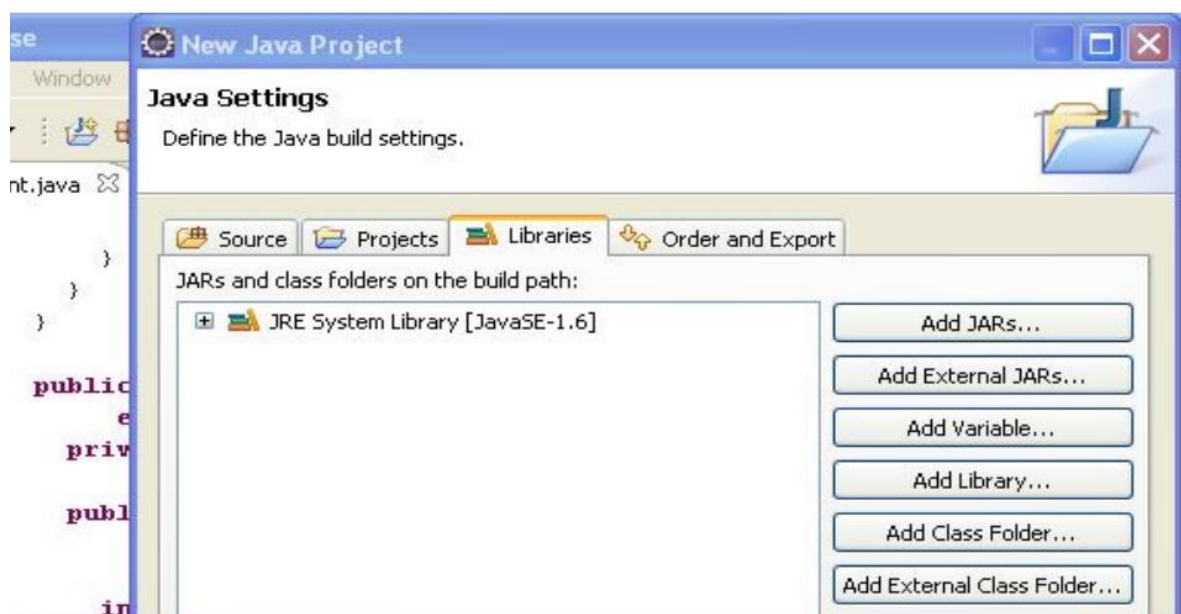 se
New Java Project
Window
Java Settings
Define the Java build settings.
nt.java
Source Projects Libraries Order and Export
}
JARs and class folders on the build path:
}
JRE System Library [JavaSE-1.6]
}
Add JARs...
Add External JARs...
public
e
Add Variable...
priv
Add Library...
publ
Add Class Folder...
Add External Class Folder...
in